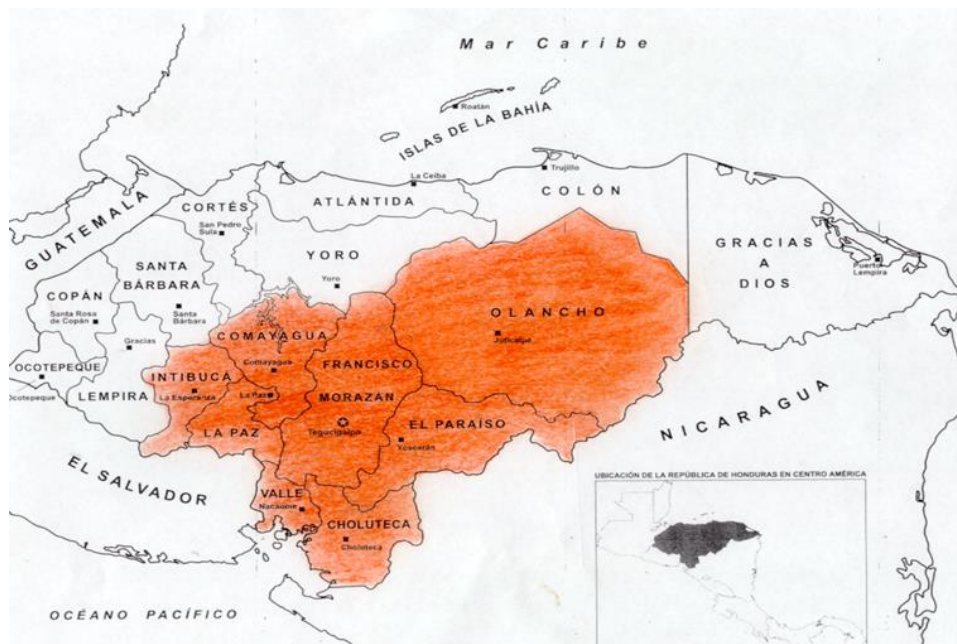 Mar Caribe
Roatán
ISLAS DE LA BAHÍA
Trujillo
La Ceiba
COLÓN
ATLÁNTIDA
CORTÉS
San Pedro
Sula
GUATEMALA
YORO
Yoro
GRACIAS
A
DIOS
Puerto
Lempira
SANTA
BÁRBARA
Santa
Bárbara
COPÁN
Santa Rosa
de Copán
OLANCHO
Juticalpa
COMAYAGUA
Comayagua
FRANCISCO
MORAZÁN
Tegucigalpa
Gracias
OCOTEPEQUE
Ocotepeque
LEMPIRA
INTIBUCÁ
La Esperanza
La Paz
LA PAZ
EL PARAÍSO
Yuscarán
NICARAGUA
EL SALVADOR
VALLE
Nacaome
CHOLUTECA
Choluteca
UBICACIÓN DE LA REPÚBLICA DE HONDURAS EN CENTRO AMÉRICA
OCÉANO PACÍFICO